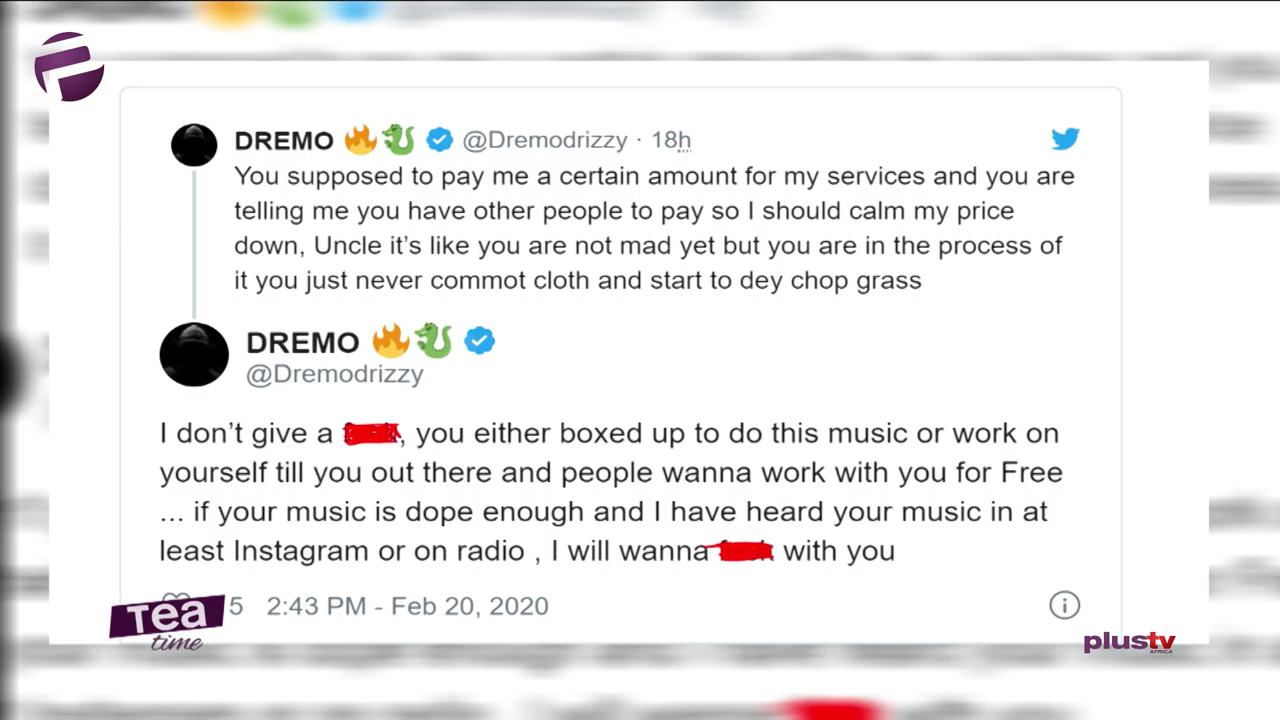 DREMO @Dremodrizzy · 18h
You supposed to pay me a certain amount for my services and you are
telling me you have other people to pay so I should calm my price
down, Uncle it's like you are not mad yet but you are in the process of
it you just never commot cloth and start to dey chop grass
DREMO
@Dremodrizzy
I don't give a , you either boxed up to do this music or work on
yourself till you out there and people wanna work with you for Free
... if your music is dope enough and I have heard your music in at
least Instagram or on radio , I will wanna with you
5 2:43 PM - Feb 20, 2020
Tea
time
plustv
AFRICA